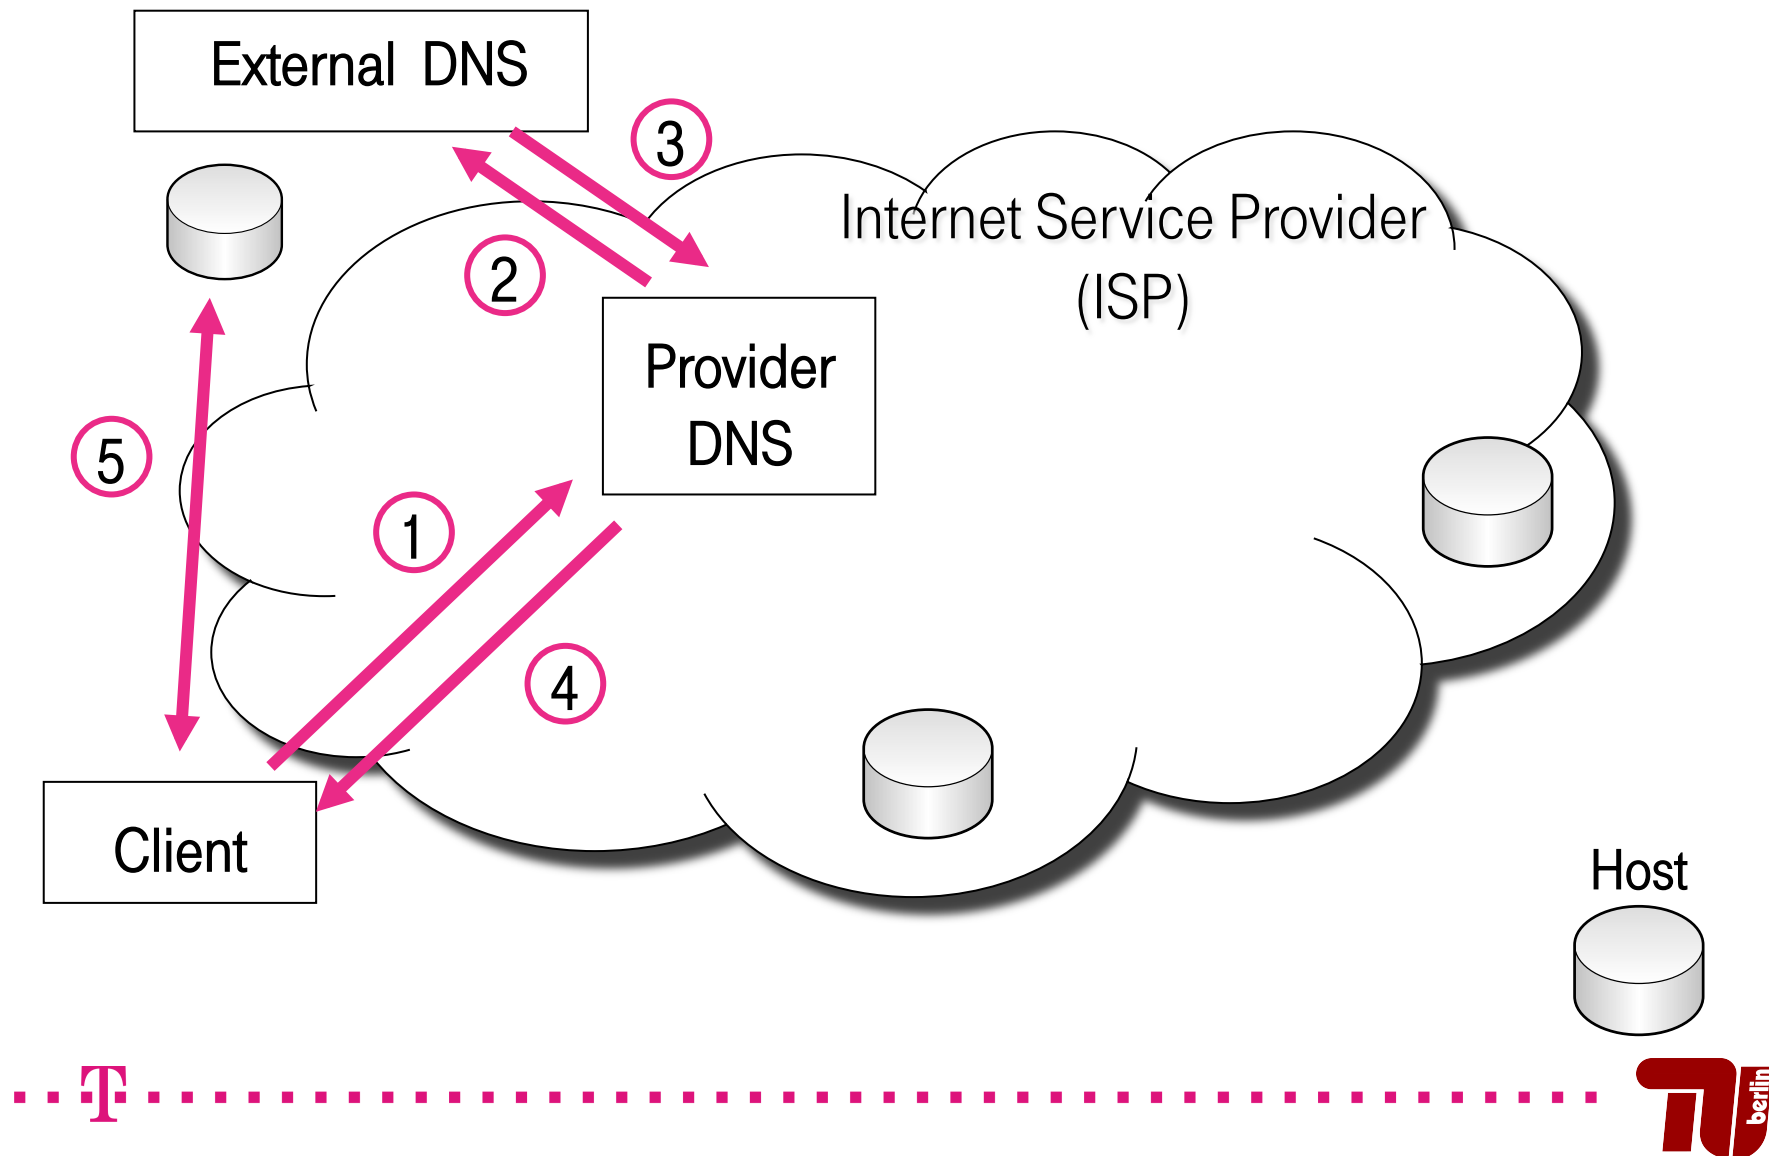 External DNS
3
Internet Service Provider
(ISP)
2
Provider
DNS
5
1
4
Client
Host
T
berlin